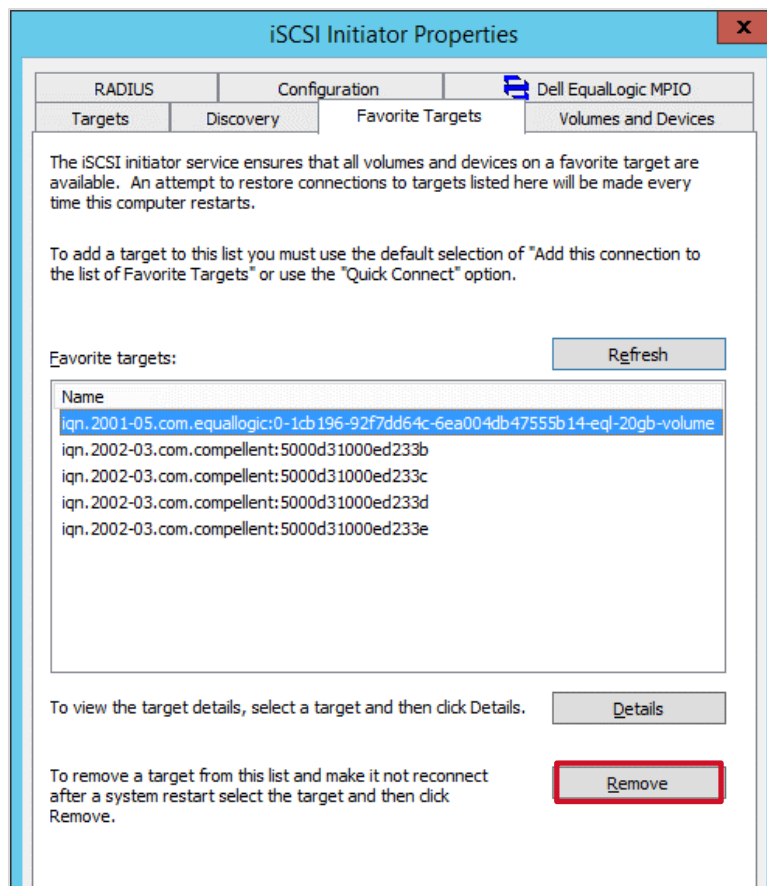 iSCSI Initiator Properties
x
RADIUS
Configuration
Dell EqualLogic MPIO
Targets
Discovery
Favorite Targets
Volumes and Devices
The iSCSI initiator service ensures that all volumes and devices on a favorite target are
available. An attempt to restore connections to targets listed here will be made every
time this computer restarts.
To add a target to this list you must use the default selection of "Add this connection to
the list of Favorite Targets" or use the "Quick Connect" option.
Favorite targets:
Refresh
Name
iqn.2001-05.com.equallogic:0-1cb196-92f7dd64c-6ea004db47555b14-eql-20gb-volume
iqn.2002-03.com.compellent:5000d31000ed233b
iqn.2002-03.com.compellent:5000d31000ed233c
iqn.2002-03.com.compellent:5000d31000ed233d
iqn.2002-03.com.compellent:5000d31000ed233e
To view the target details, select a target and then click Details.
Details
To remove a target from this list and make it not reconnect
after a system restart select the target and then click
Remove.
Remove